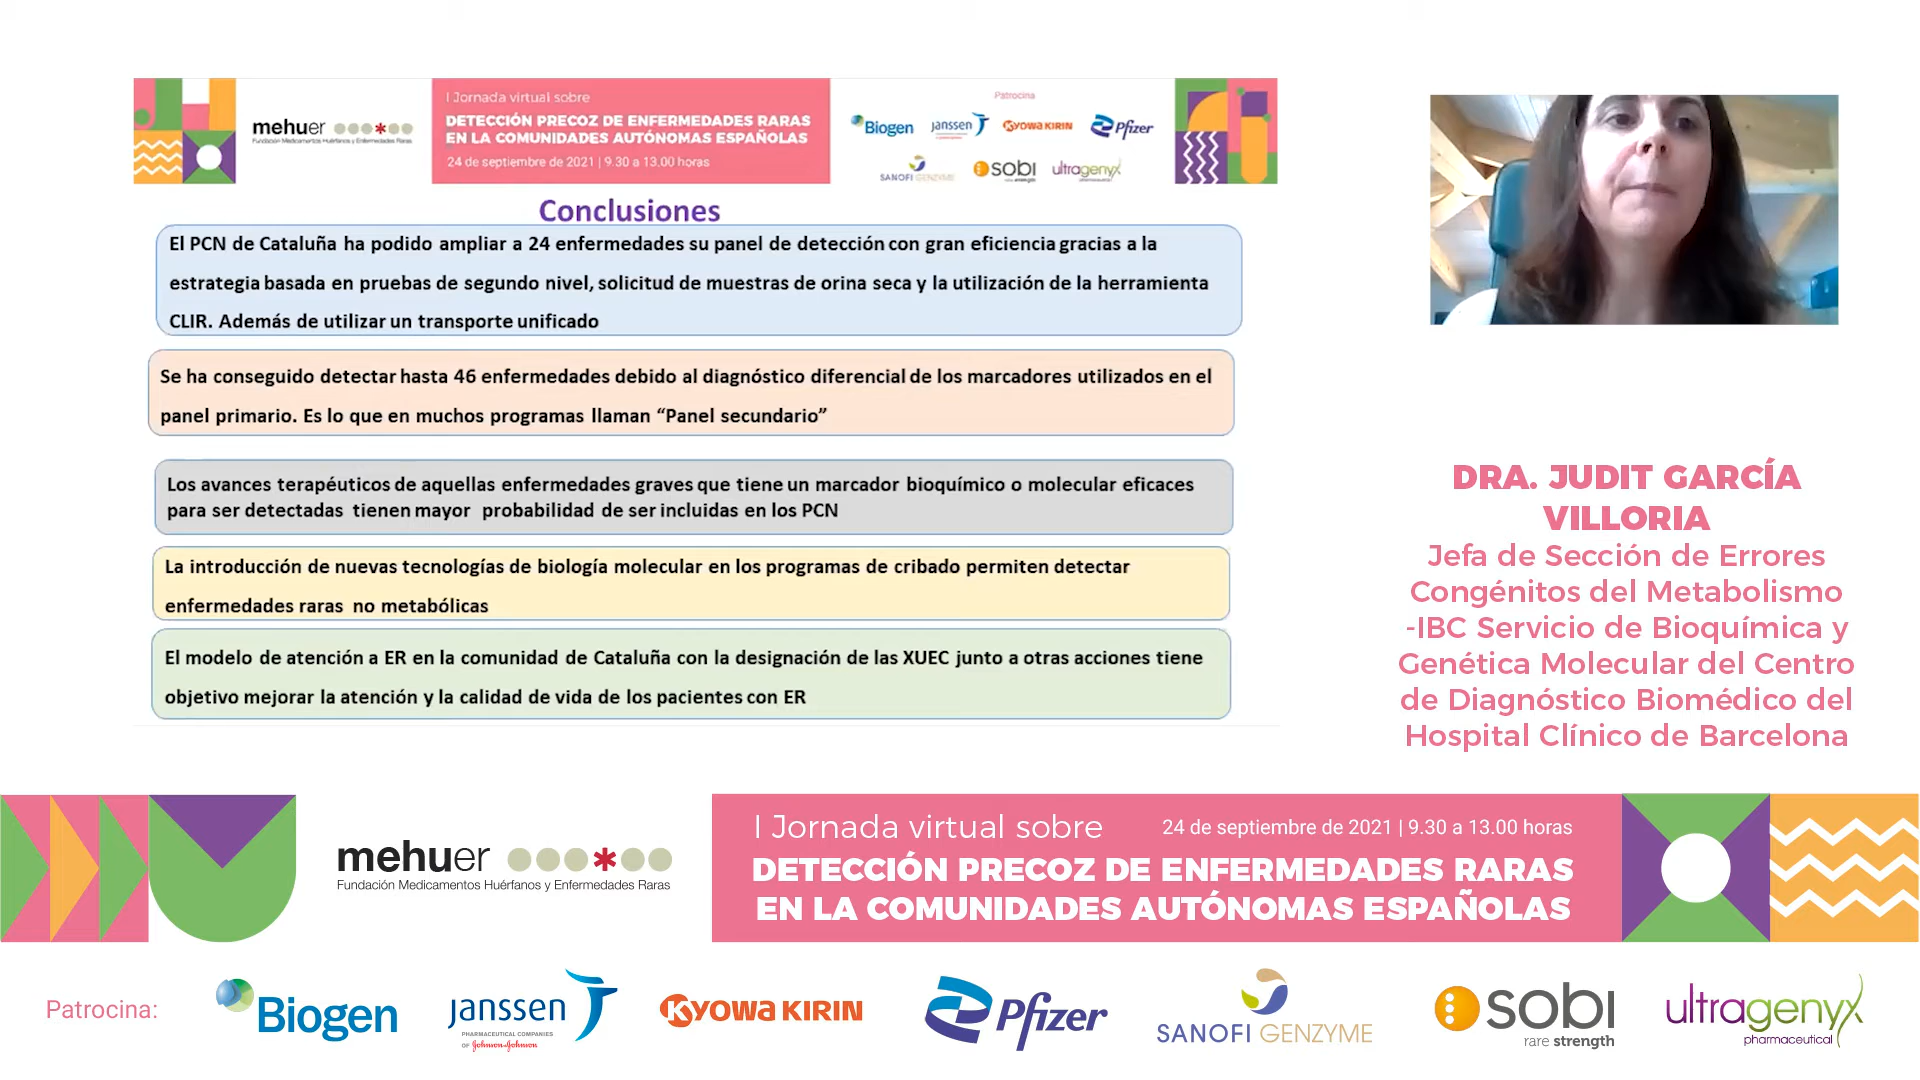 mehuer
Fundación Medicamentos Huérfanos y Enfermedades Raras
I Jornada virtual sobre
DETECCIÓN PRECOZ DE ENFERMEDADES RARAS
EN LA COMUNIDADES AUTÓNOMAS ESPAÑOLAS
24 de septiembre de 2021 | 9.30 a 13.00 horas
Patrocina
Biogen
janssen
KYOWA KIRIN
Pfizer
SANOFI GENZYME
sobi
rare strength
ultragenyx
pharmaceutical
Conclusiones
El PCN de Cataluña ha podido ampliar a 24 enfermedades su panel de detección con gran eficiencia gracias a la
estrategia basada en pruebas de segundo nivel, solicitud de muestras de orina seca y la utilización de la herramienta
CLIR. Además de utilizar un transporte unificado
Se ha conseguido detectar hasta 46 enfermedades debido al diagnóstico diferencial de los marcadores utilizados en el
panel primario. Es lo que en muchos programas llaman “Panel secundario”
Los avances terapéuticos de aquellas enfermedades graves que tiene un marcador bioquímico o molecular eficaces
para ser detectadas tienen mayor probabilidad de ser incluidas en los PCN
La introducción de nuevas tecnologías de biología molecular en los programas de cribado permiten detectar
enfermedades raras no metabólicas
El modelo de atención a ER en la comunidad de Cataluña con la designación de las XUEC junto a otras acciones tiene
objetivo mejorar la atención y la calidad de vida de los pacientes con ER
DRA. JUDIT GARCÍA
VILLORIA
Jefa de Sección de Errores
Congénitos del Metabolismo
-IBC Servicio de Bioquímica y
Genética Molecular del Centro
de Diagnóstico Biomédico del
Hospital Clínico de Barcelona
mehuer
Fundación Medicamentos Huérfanos y Enfermedades Raras
I Jornada virtual sobre
24 de septiembre de 2021 | 9.30 a 13.00 horas
DETECCIÓN PRECOZ DE ENFERMEDADES RARAS
EN LA COMUNIDADES AUTÓNOMAS ESPAÑOLAS
Patrocina:
Biogen
janssen
PHARMACEUTICAL COMPANIES
OF Johnson & Johnson
KYOWA KIRIN
Pfizer
SANOFI GENZYME
sobi
rare strength
ultragenyx
pharmaceutical